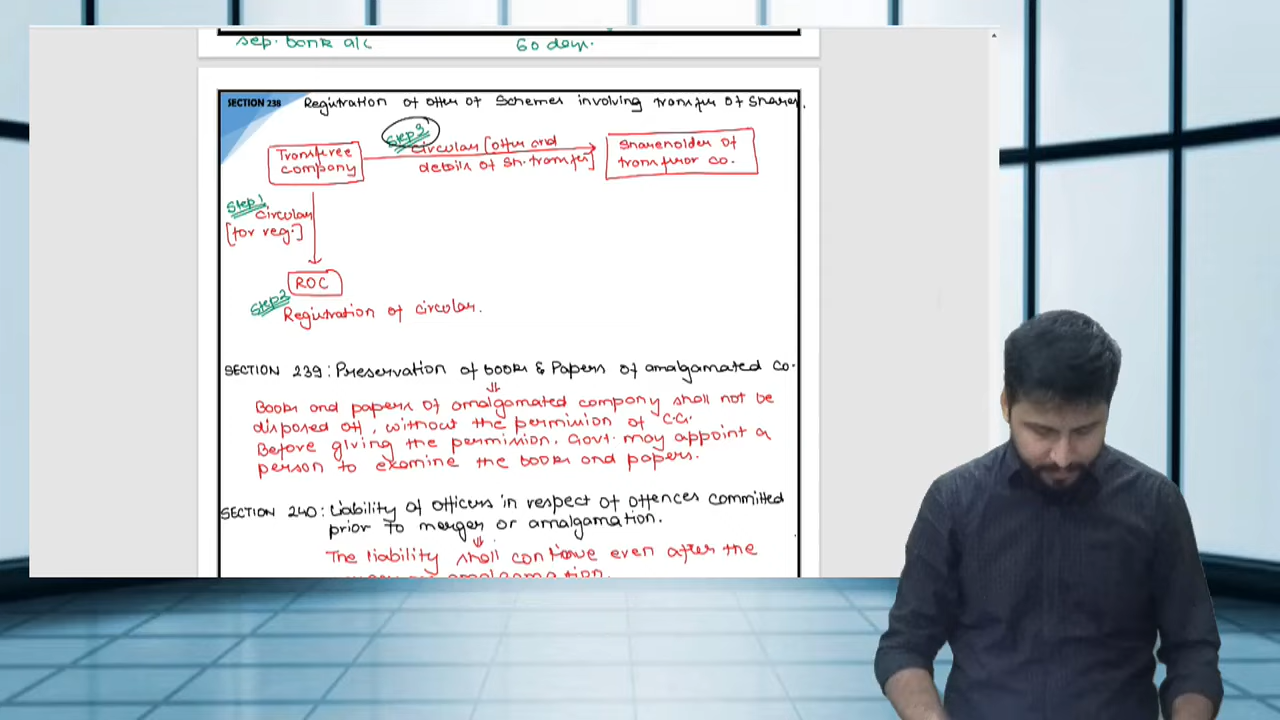 sep. bank a/c 60 days.
SECTION 238 Registration of offer of Schemes involving transfer of shares.
Step 3
Transferee company
circular [offer and details of sh. transfer]
Shareholder of transferor co.
Step 1
circular
[for reg.]
ROC
Step 2
Registration of circular.
SECTION 239: Preservation of books & Papers of amalgamated co.
⇓
Books and papers of amalgamated company shall not be
disposed off, without the permission of C.G.
Before giving the permission, Govt. may appoint a
person to examine the books and papers.
SECTION 240: Liability of officers in respect of offences committed
prior to merger or amalgamation.
⇓
The liability shall continue even after the
amalgamation.